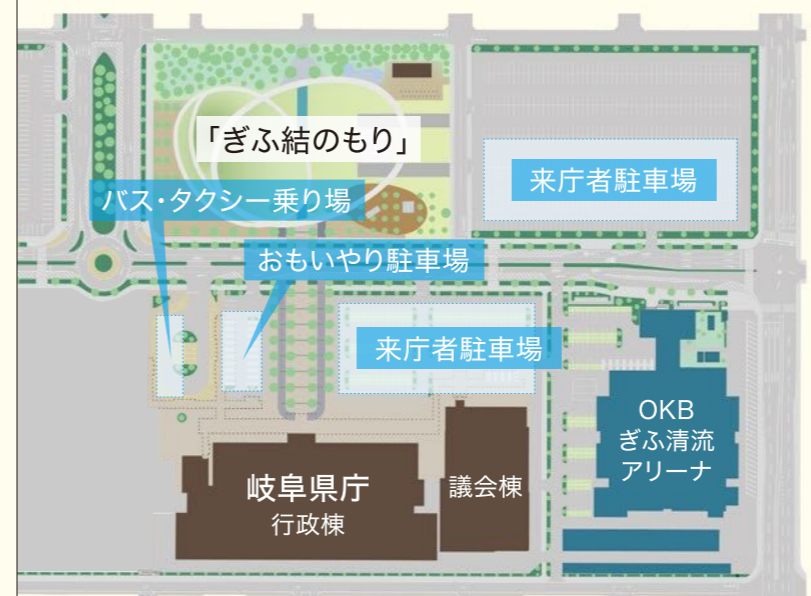 「ぎふ結のもり」
来庁者駐車場
バス・タクシー乗り場
おもいやり駐車場
来庁者駐車場
OKB
ぎふ清流
アリーナ
岐阜県庁
行政棟
議会棟